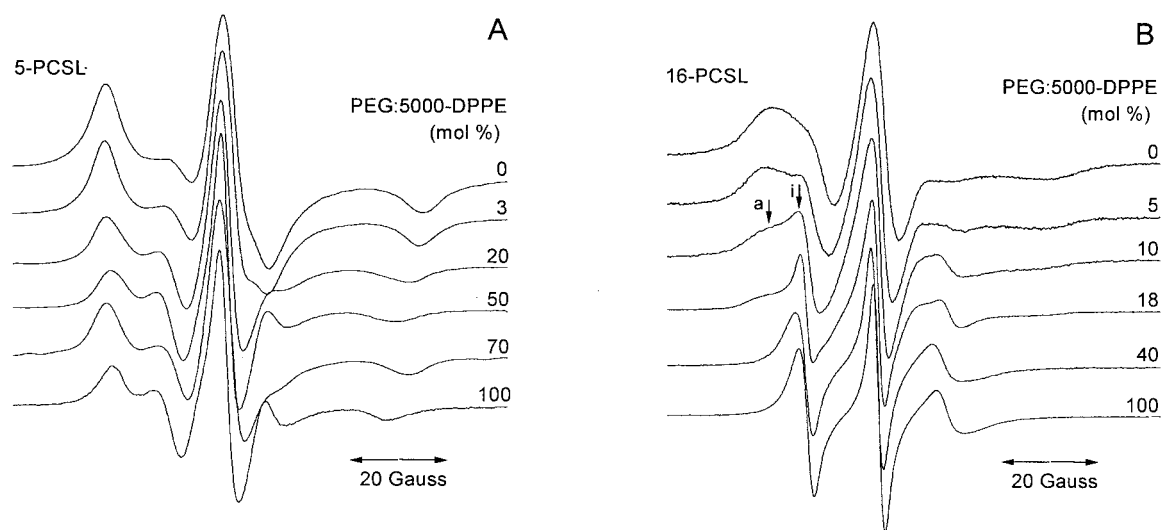 A
5-PCSL
PEG:5000-DPPE
(mol %)
0
3
20
50
70
100
20 Gauss
B
16-PCSL
PEG:5000-DPPE
(mol %)
0
5
a
i
10
18
40
100
20 Gauss